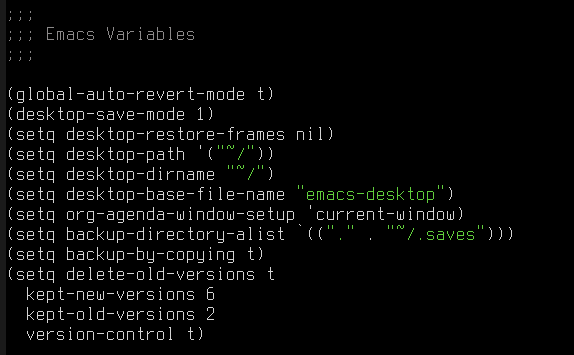 ;;;
;;; Emacs Variables
;;;

(global-auto-revert-mode t)
(desktop-save-mode 1)
(setq desktop-restore-frames nil)
(setq desktop-path '("~/"))
(setq desktop-dirname "~/")
(setq desktop-base-file-name "emacs-desktop")
(setq org-agenda-window-setup 'current-window)
(setq backup-directory-alist `(("." . "~/.saves")))
(setq backup-by-copying t)
(setq delete-old-versions t
  kept-new-versions 6
  kept-old-versions 2
  version-control t)